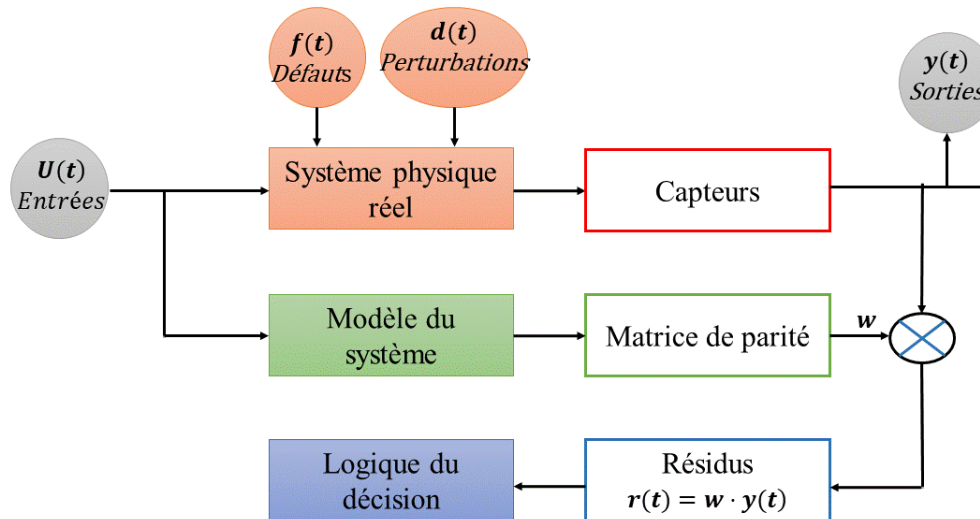 f(t)
Défauts
d(t)
Perturbations
y(t)
Sorties
U(t)
Entrées
Système physique
réel
Capteurs
Modèle du
système
Matrice de parité
w
Logique du
décision
Résidus
r(t) = w · y(t)